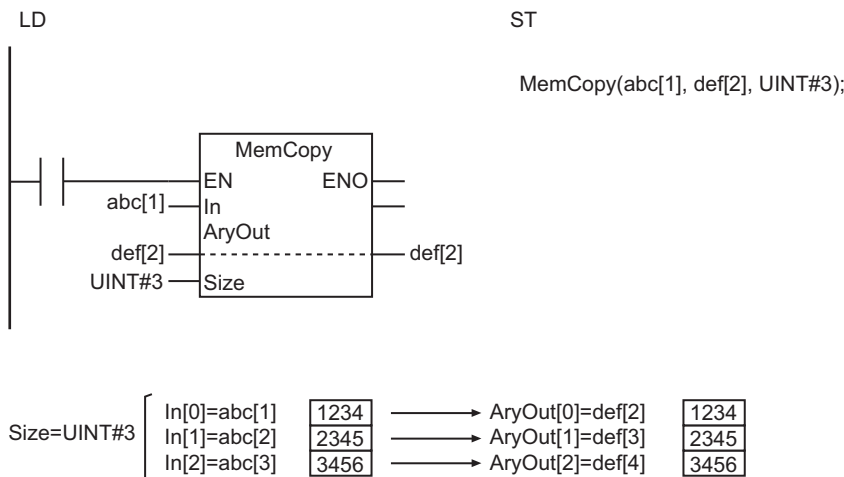 LD
ST
MemCopy(abc[1], def[2], UINT#3);
MemCopy
EN ENO
abc[1] In
AryOut
def[2] def[2]
UINT#3 Size
Size=UINT#3
In[0]=abc[1] 1234 AryOut[0]=def[2] 1234
In[1]=abc[2] 2345 AryOut[1]=def[3] 2345
In[2]=abc[3] 3456 AryOut[2]=def[4] 3456